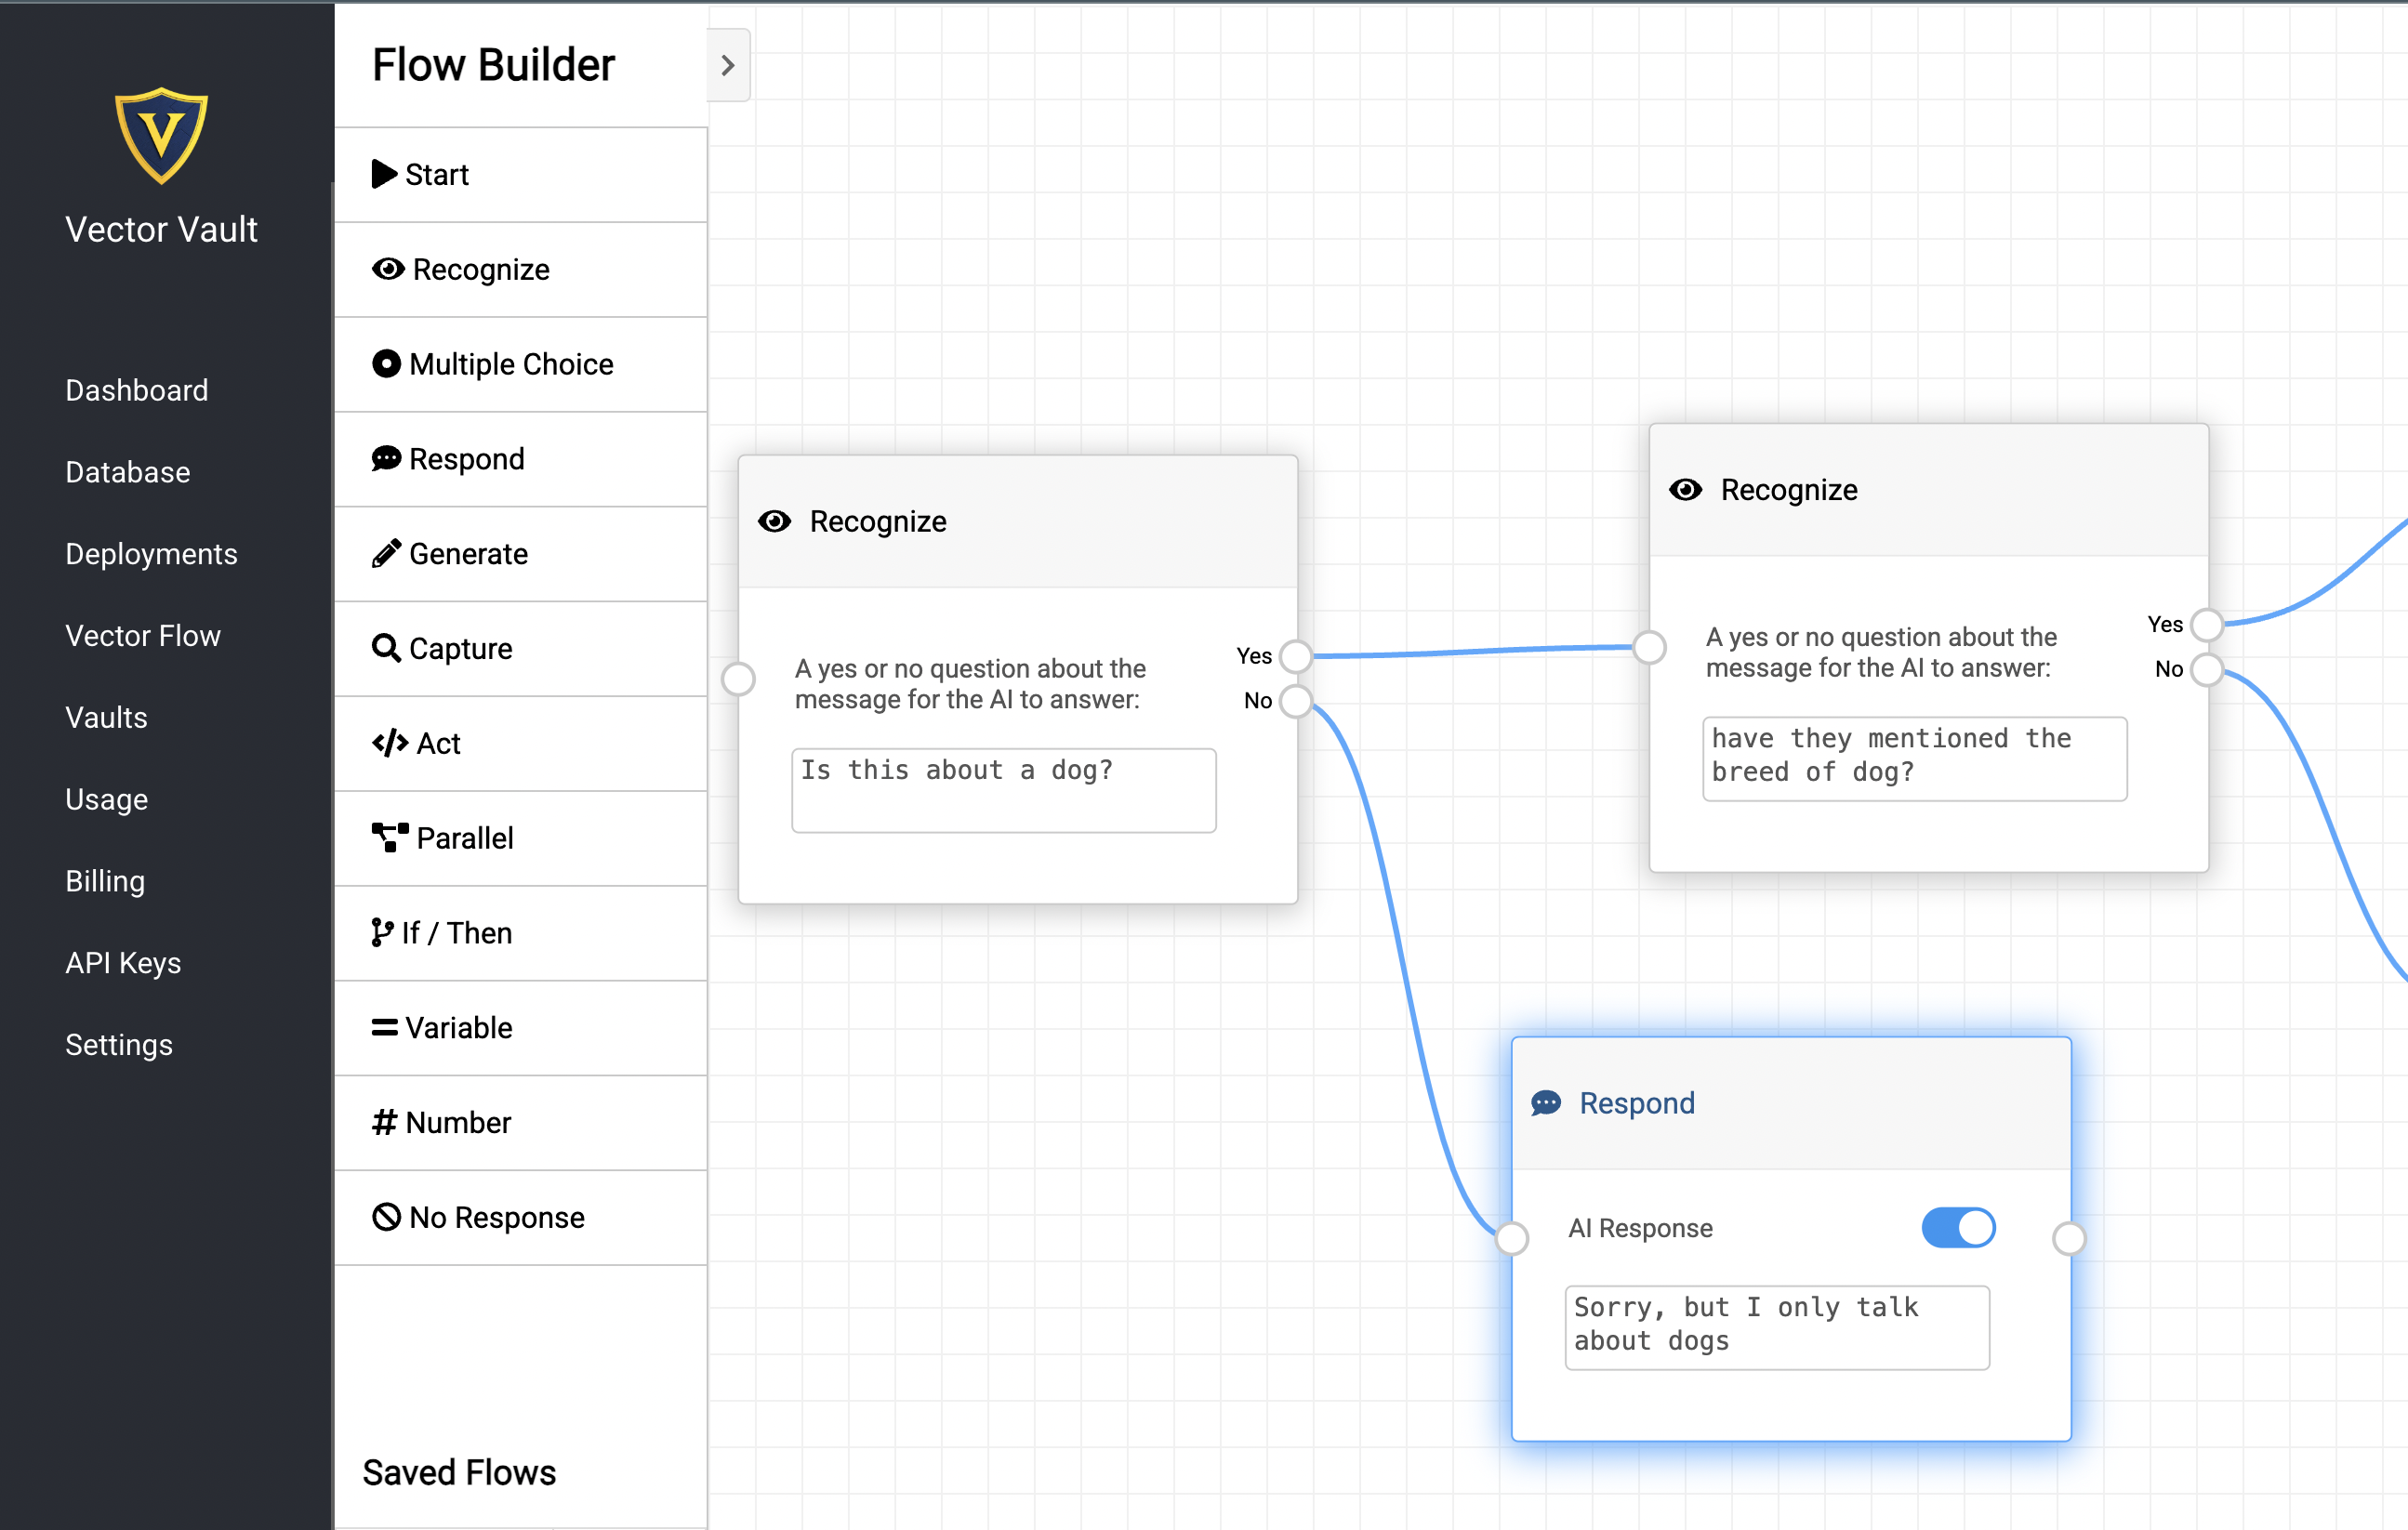 V
Vector Vault
Dashboard
Database
Deployments
Vector Flow
Vaults
Usage
Billing
API Keys
Settings
Flow Builder
Start
Recognize
Multiple Choice
Respond
Generate
Capture
Act
Parallel
If / Then
Variable
Number
No Response
Saved Flows
Recognize
A yes or no question about the
message for the AI to answer:
Yes
No
Is this about a dog?
Recognize
A yes or no question about the
message for the AI to answer:
Yes
No
have they mentioned the
breed of dog?
Respond
AI Response
Sorry, but I only talk
about dogs